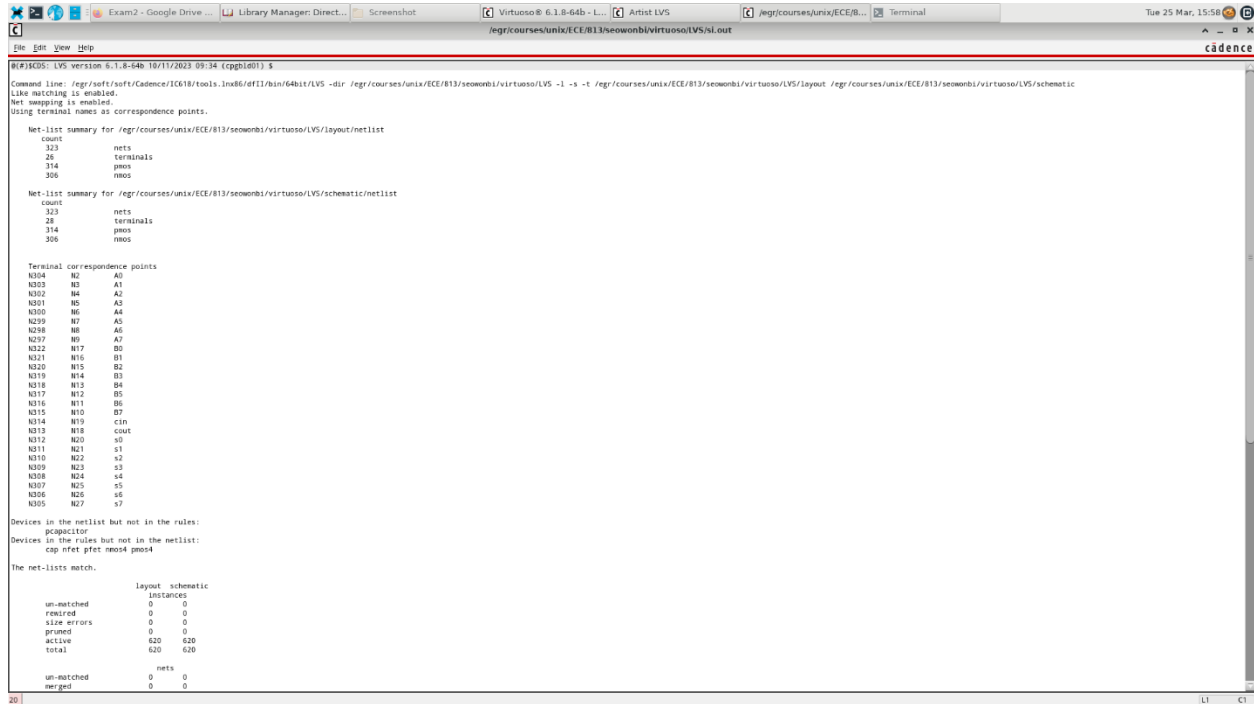 Exam2 - Google Drive ... Library Manager: Direct... Screenshot Virtuoso® 6.1.8-64b - L... Artist LVS /egr/courses/unix/ECE/8... Terminal Tue 25 Mar, 15:58
/egr/courses/unix/ECE/813/seowonbi/virtuoso/LVS/si.out
File Edit View Help cādence
@(#)$CDS: LVS version 6.1.8-64b 10/11/2023 09:34 (cpgbld01) $
Command line: /egr/soft/soft/Cadence/IC618/tools.lnx86/dfII/bin/64bit/LVS -dir /egr/courses/unix/ECE/813/seowonbi/virtuoso/LVS -l -s -t /egr/courses/unix/ECE/813/seowonbi/virtuoso/LVS/layout /egr/courses/unix/ECE/813/seowonbi/virtuoso/LVS/schematic
Like matching is enabled.
Net swapping is enabled.
Using terminal names as correspondence points.
Net-list summary for /egr/courses/unix/ECE/813/seowonbi/virtuoso/LVS/layout/netlist
count
323 nets
26 terminals
314 pmos
306 nmos
Net-list summary for /egr/courses/unix/ECE/813/seowonbi/virtuoso/LVS/schematic/netlist
count
323 nets
28 terminals
314 pmos
306 nmos
Terminal correspondence points
N304 N2 A0
N303 N3 A1
N302 N4 A2
N301 N5 A3
N300 N6 A4
N299 N7 A5
N298 N8 A6
N297 N9 A7
N322 N17 B0
N321 N16 B1
N320 N15 B2
N319 N14 B3
N318 N13 B4
N317 N12 B5
N316 N11 B6
N315 N10 B7
N314 N19 cin
N313 N18 cout
N312 N20 s0
N311 N21 s1
N310 N22 s2
N309 N23 s3
N308 N24 s4
N307 N25 s5
N306 N26 s6
N305 N27 s7
Devices in the netlist but not in the rules:
pcapacitor
Devices in the rules but not in the netlist:
cap nfet pfet nmos4 pmos4
The net-lists match.
layout schematic
instances
un-matched 0 0
rewired 0 0
size errors 0 0
pruned 0 0
active 620 620
total 620 620
nets
un-matched 0 0
merged 0 0
20 L1 C1